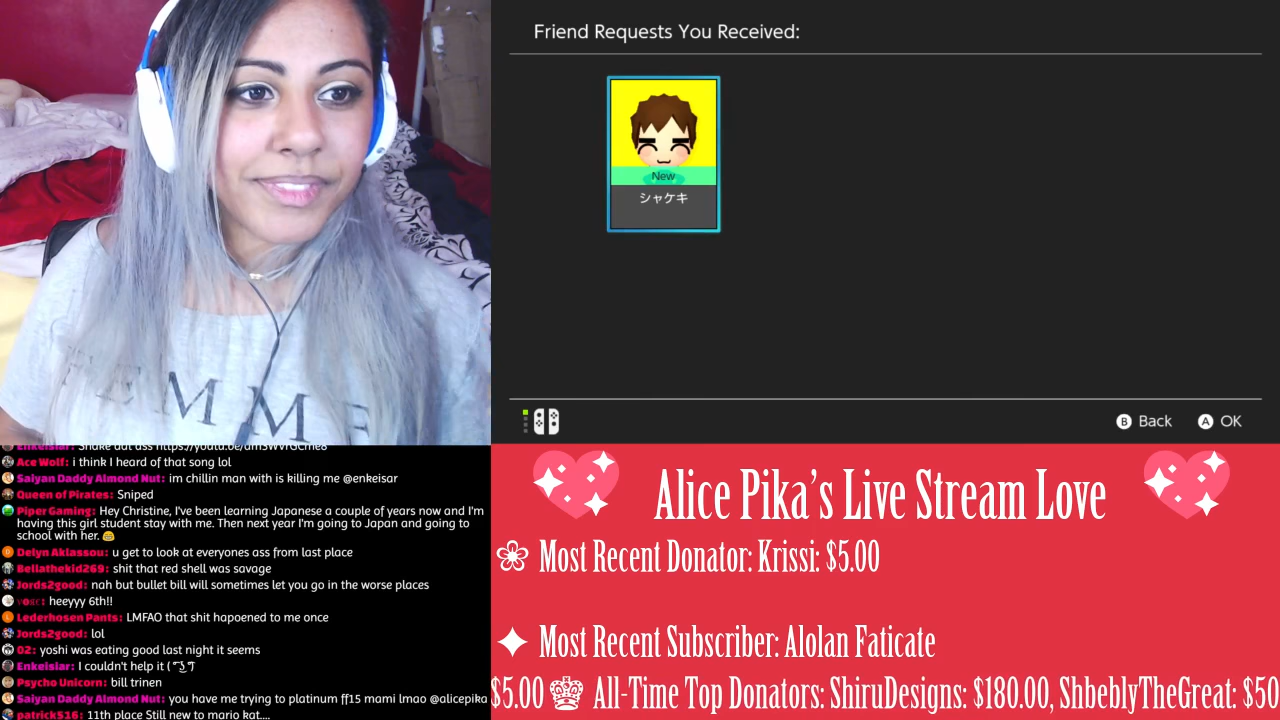 Friend Requests You Received:
New
シャケキ
B Back A OK
FEMME
Enkeisiar: Shake dat ass
Ace Wolf: i think I heard of that song lol
Saiyan Daddy Almond Nut: im chillin man with is killing me @enkeisar
Queen of Pirates: Sniped
Piper Gaming: Hey Christine, I've been learning Japanese a couple of years now and I'm
having this girl student stay with me. Then next year I'm going to Japan and going to
school with her.
Delyn Aklassou: u get to look at everyones ass from last place
Bellathekid269: shit that red shell was savage
Jords2good: nah but bullet bill will sometimes let you go in the worse places
heeyyy 6th!!
Lederhosen Pants: LMFAO that shit hapoened to me once
Jords2good: lol
02: yoshi was eating good last night it seems
Enkeisiar: I couldn't help it
Psycho Unicorn: bill trinen
Saiyan Daddy Almond Nut: you have me trying to platinum ff15 mami lmao @alicepika
patrick516: 11th place Still new to mario kat....
Alice Pika's Live Stream Love
Most Recent Donator: Krissi: $5.00
Most Recent Subscriber: Alolan Faticate
$5.00 All-Time Top Donators: ShiruDesigns: $180.00, ShbeblyTheGreat: $50